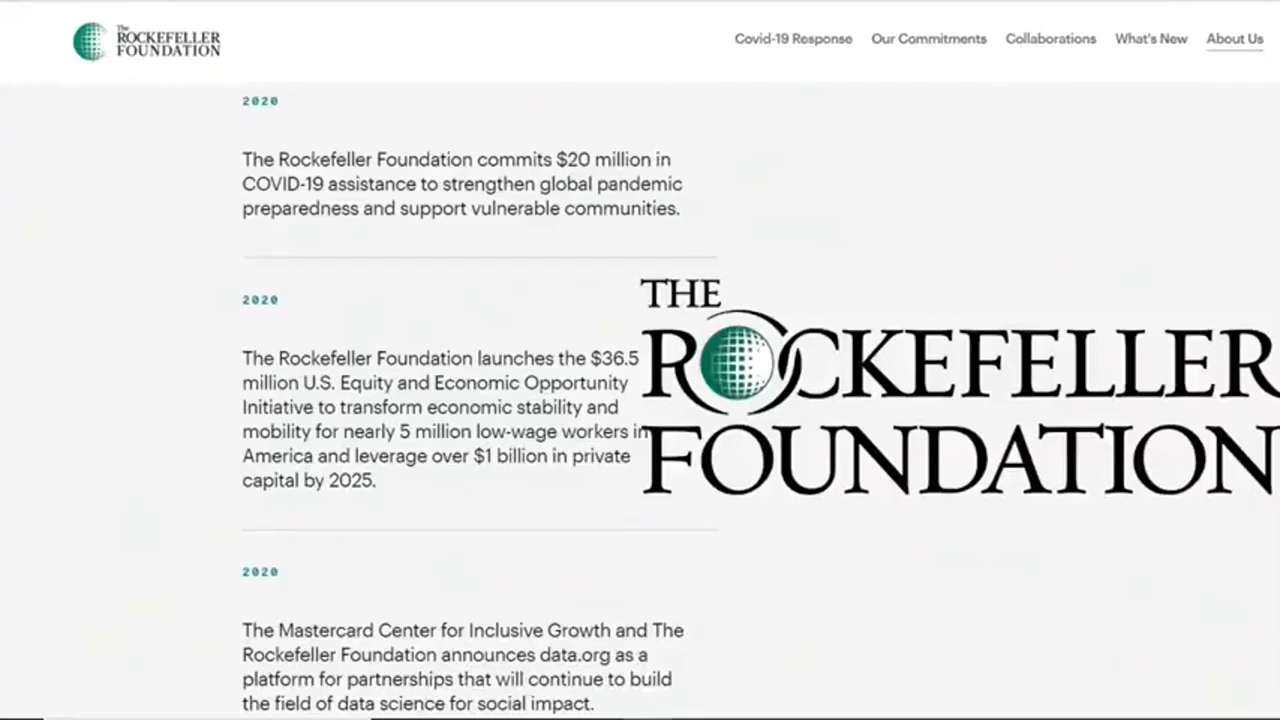 The
ROCKEFELLER
FOUNDATION
Covid-19 Response Our Commitments Collaborations What's New About Us
2020
The Rockefeller Foundation commits $20 million in
COVID-19 assistance to strengthen global pandemic
preparedness and support vulnerable communities.
2020
The Rockefeller Foundation launches the $36.5
million U.S. Equity and Economic Opportunity
Initiative to transform economic stability and
mobility for nearly 5 million low-wage workers in
America and leverage over $1 billion in private
capital by 2025.
THE
ROCKEFELLER
FOUNDATION
2020
The Mastercard Center for Inclusive Growth and The
Rockefeller Foundation announces data.org as a
platform for partnerships that will continue to build
the field of data science for social impact.